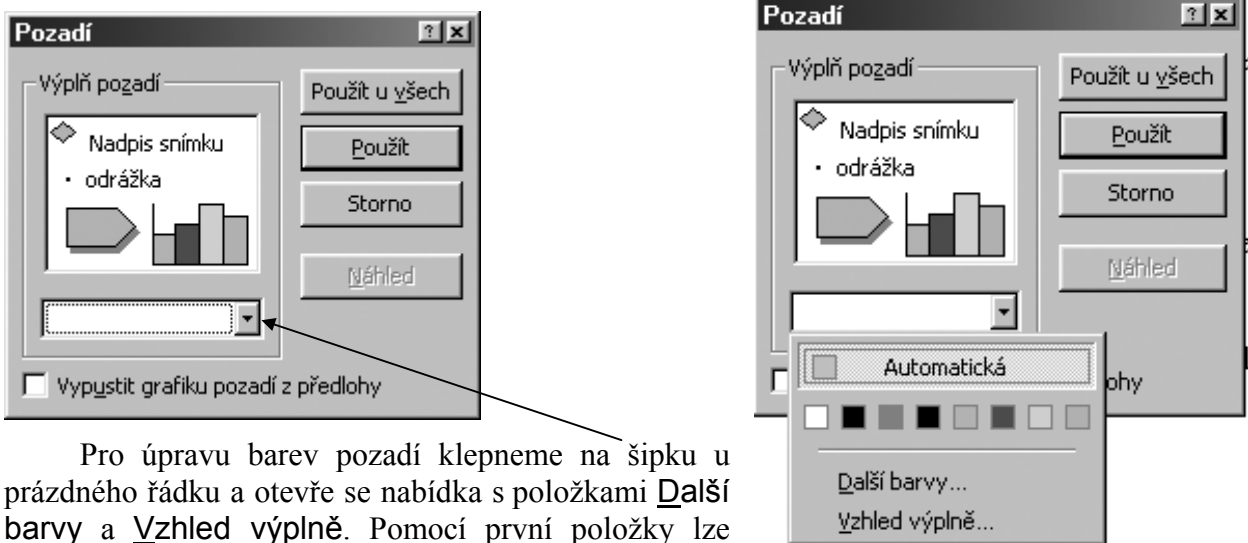 Pozadí
Výplň pozadí
Nadpis snímku
• odrážka
Použít u všech
Použít
Storno
Náhled
Vypustit grafiku pozadí z předlohy
Pro úpravu barev pozadí klepneme na šipku u
prázdného řádku a otevře se nabídka s položkami Další
barvy a Vzhled výplně. Pomocí první položky lze
Pozadí
Výplň pozadí
Nadpis snímku
• odrážka
Použít u všech
Použít
Storno
Náhled
Automatická
ohy
Další barvy...
Vzhled výplně...